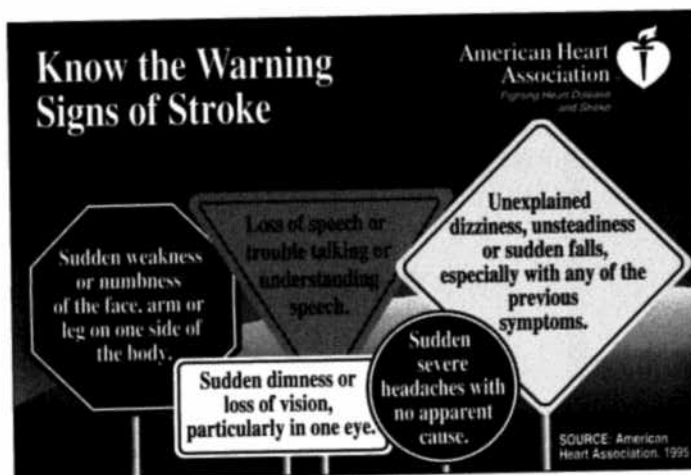 Know the Warning
Signs of Stroke
American Heart
Association
Fighting Heart Disease
and Stroke
Sudden weakness
or numbness
of the face, arm or
leg on one side of
the body.
Loss of speech or
trouble talking or
understanding
speech.
Unexplained
dizziness, unsteadiness
or sudden falls,
especially with any of the
previous
symptoms.
Sudden dimness or
loss of vision,
particularly in one eye.
Sudden
severe
headaches with
no apparent
cause.
SOURCE: American
Heart Association, 1995